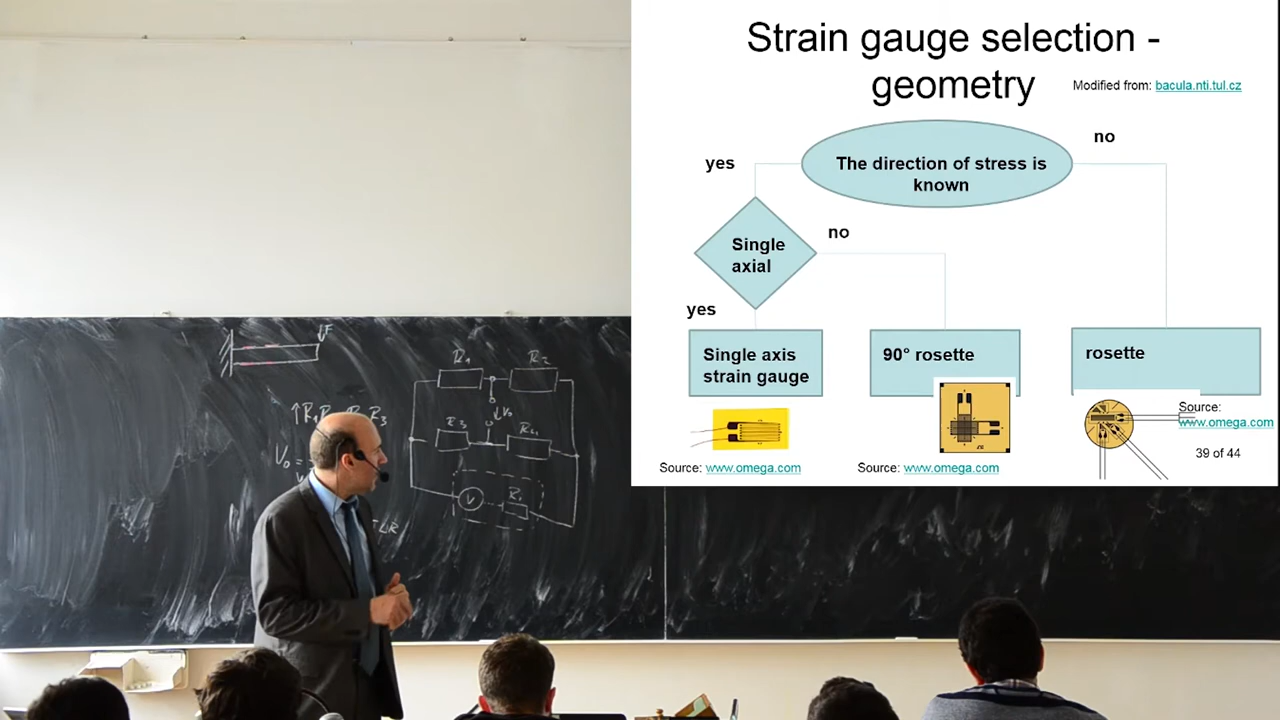 Strain gauge selection -
geometry
Modified from: bacula.nti.tul.cz
The direction of stress is
known
yes
no
Single
axial
no
yes
Single axis
strain gauge
90° rosette
rosette
Source: www.omega.com
Source: www.omega.com
Source:
www.omega.com
39 of 44
F
R1
R2
R3
R4
V